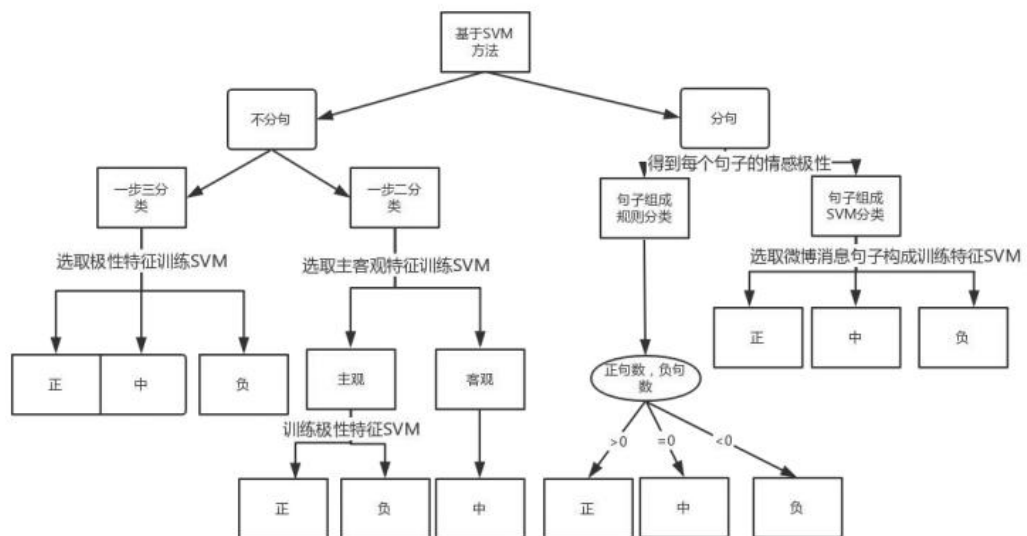 基于SVM
方法
不分句
分句
得到每个句子的情感极性
一步三分
类
一步二分
类
句子组成
规则分类
句子组成
SVM分类
选取极性特征训练SVM
选取主客观特征训练SVM
选取微博消息句子构成训练特征SVM
正
中
负
正
中
负
主观
客观
正句数，负句
数
训练极性特征SVM
>0
=0
<0
正
负
中
正
中
负